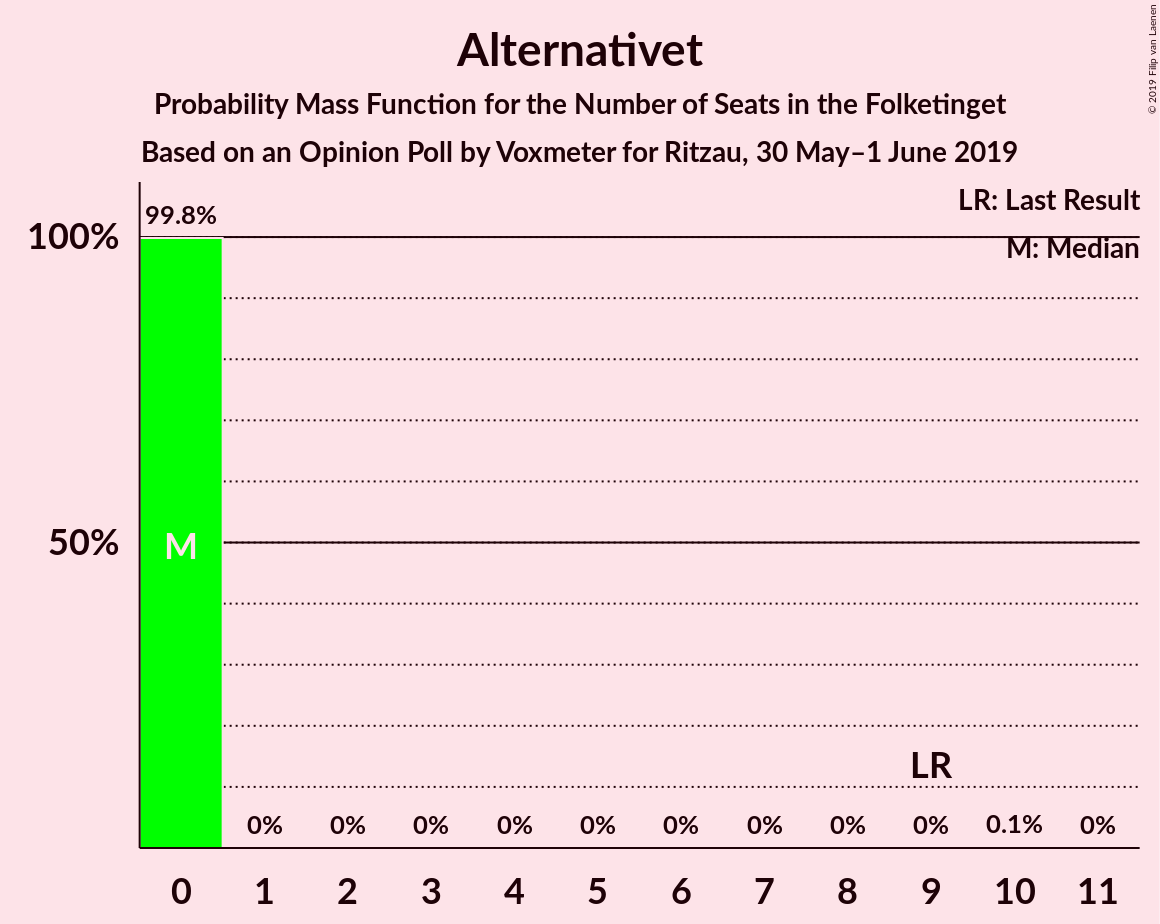 Alternativet
Probability Mass Function for the Number of Seats in the Folketinget
Based on an Opinion Poll by Voxmeter for Ritzau, 30 May–1 June 2019
© 2019 Filip van Laenen
LR: Last Result
M: Median
99.8%
100%
50%
M
LR
0% 0% 0% 0% 0% 0% 0% 0% 0% 0.1% 0%
0 1 2 3 4 5 6 7 8 9 10 11